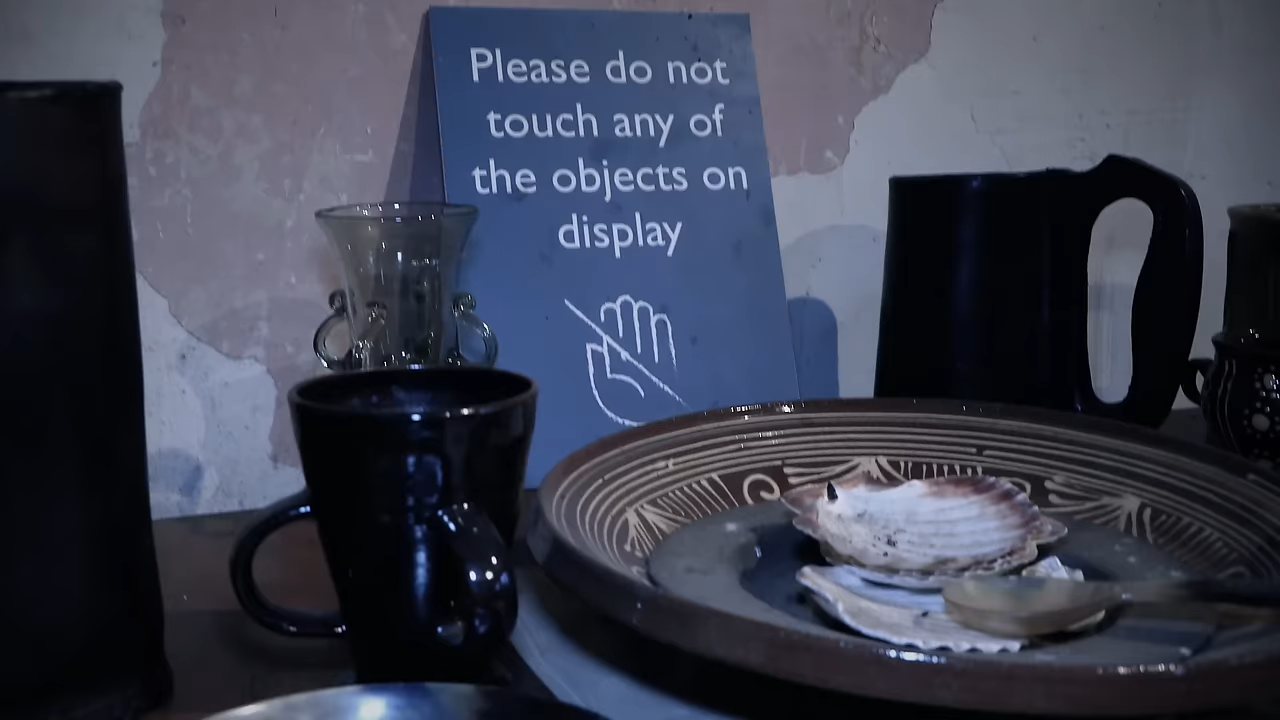 Please do not
touch any of
the objects on
display